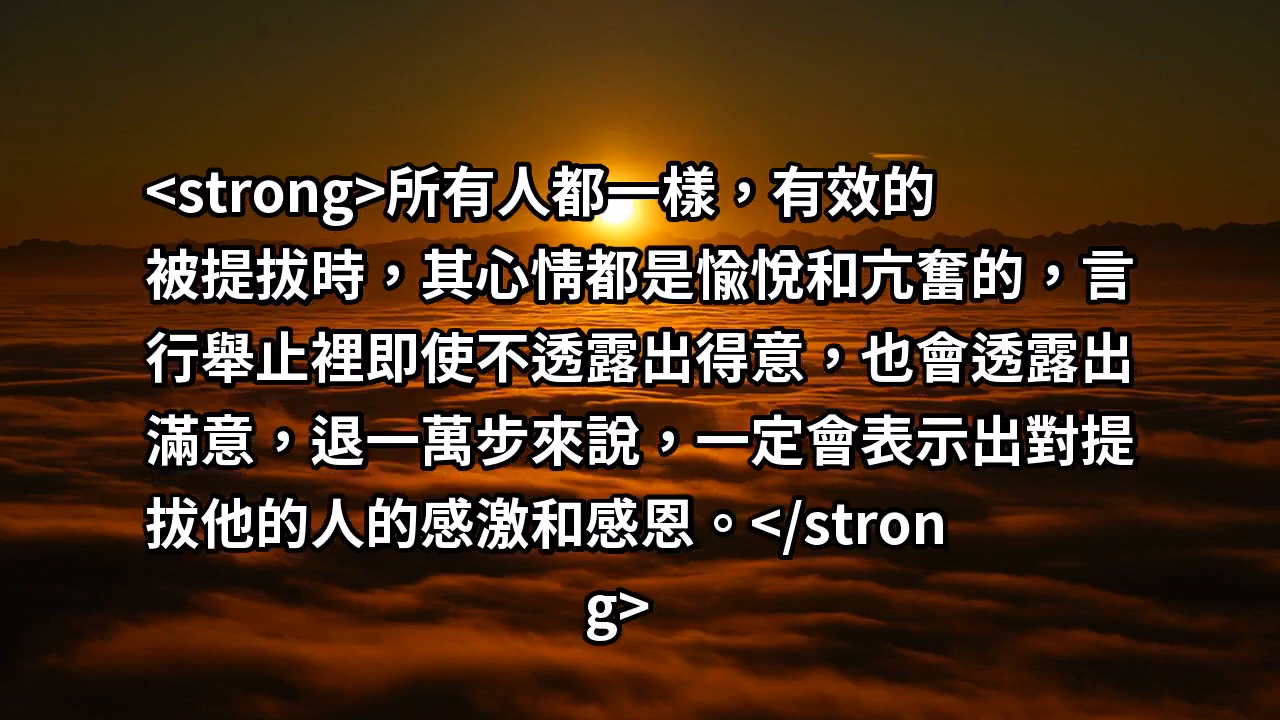 <strong>所有人都一樣，有效的
被提拔時，其心情都是愉悅和亢奮的，言
行舉止裡即使不透露出得意，也會透露出
滿意，退一萬步來說，一定會表示出對提
拔他的人的感激和感恩。</stron
g>